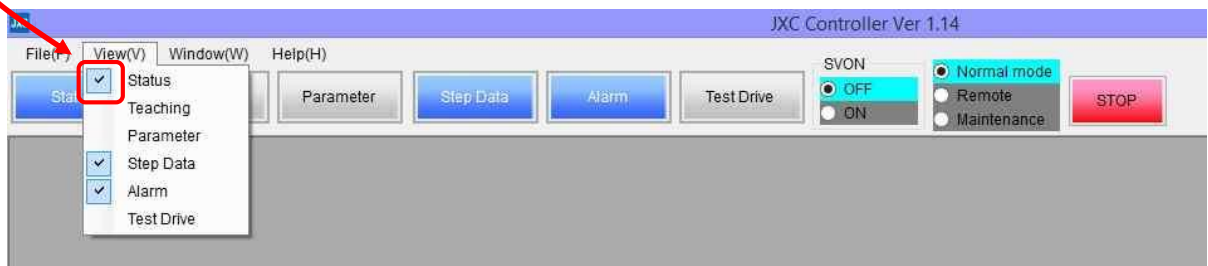 JXC
JXC Controller Ver 1.14
File(F) View(V) Window(W) Help(H)
Parameter Step Data Alarm Test Drive
SVON
OFF
ON
Normal mode
Remote
Maintenance
STOP
Status
Teaching
Parameter
Step Data
Alarm
Test Drive